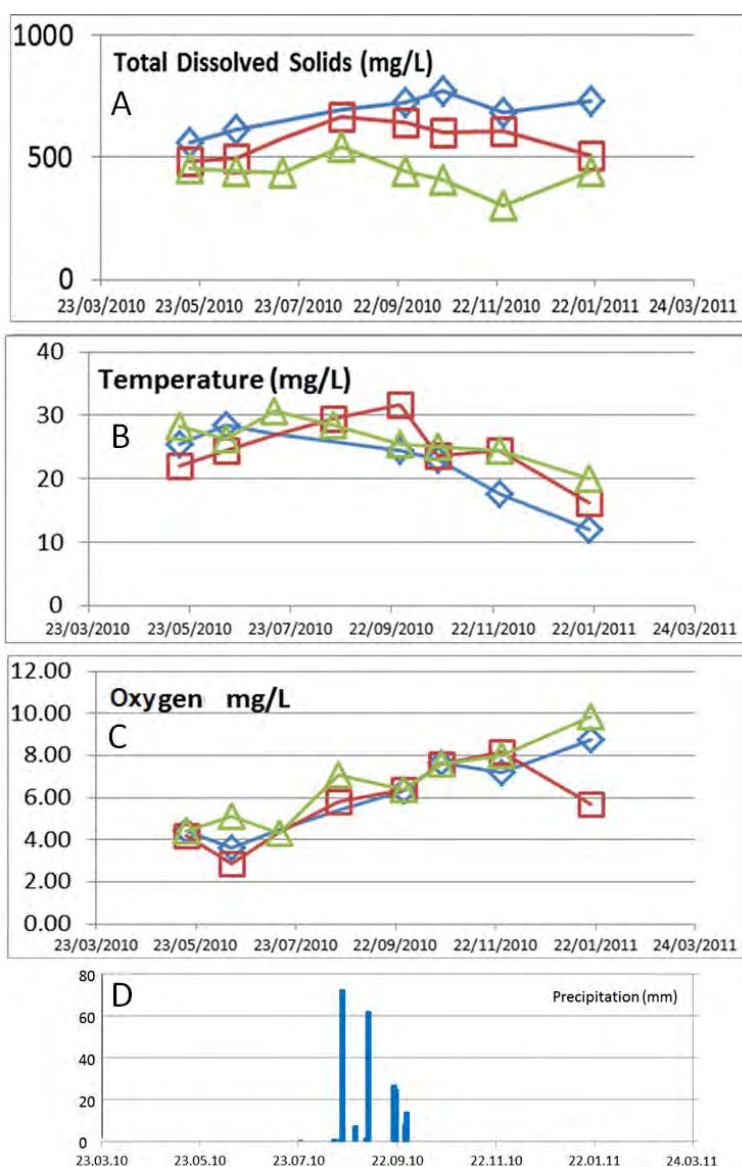 1000
Total Dissolved Solids (mg/L)
A
500
0
23/03/2010 23/05/2010 23/07/2010 22/09/2010 22/11/2010 22/01/2011 24/03/2011
40
Temperature (mg/L)
30
B
20
10
0
23/03/2010 23/05/2010 23/07/2010 22/09/2010 22/11/2010 22/01/2011 24/03/2011
12.00
Oxygen mg/L
10.00
C
8.00
6.00
4.00
2.00
0.00
23/03/2010 23/05/2010 23/07/2010 22/09/2010 22/11/2010 22/01/2011 24/03/2011
80
D
Precipitation (mm)
60
40
20
0
23.03.10 23.05.10 23.07.10 22.09.10 22.11.10 22.01.11 24.03.11